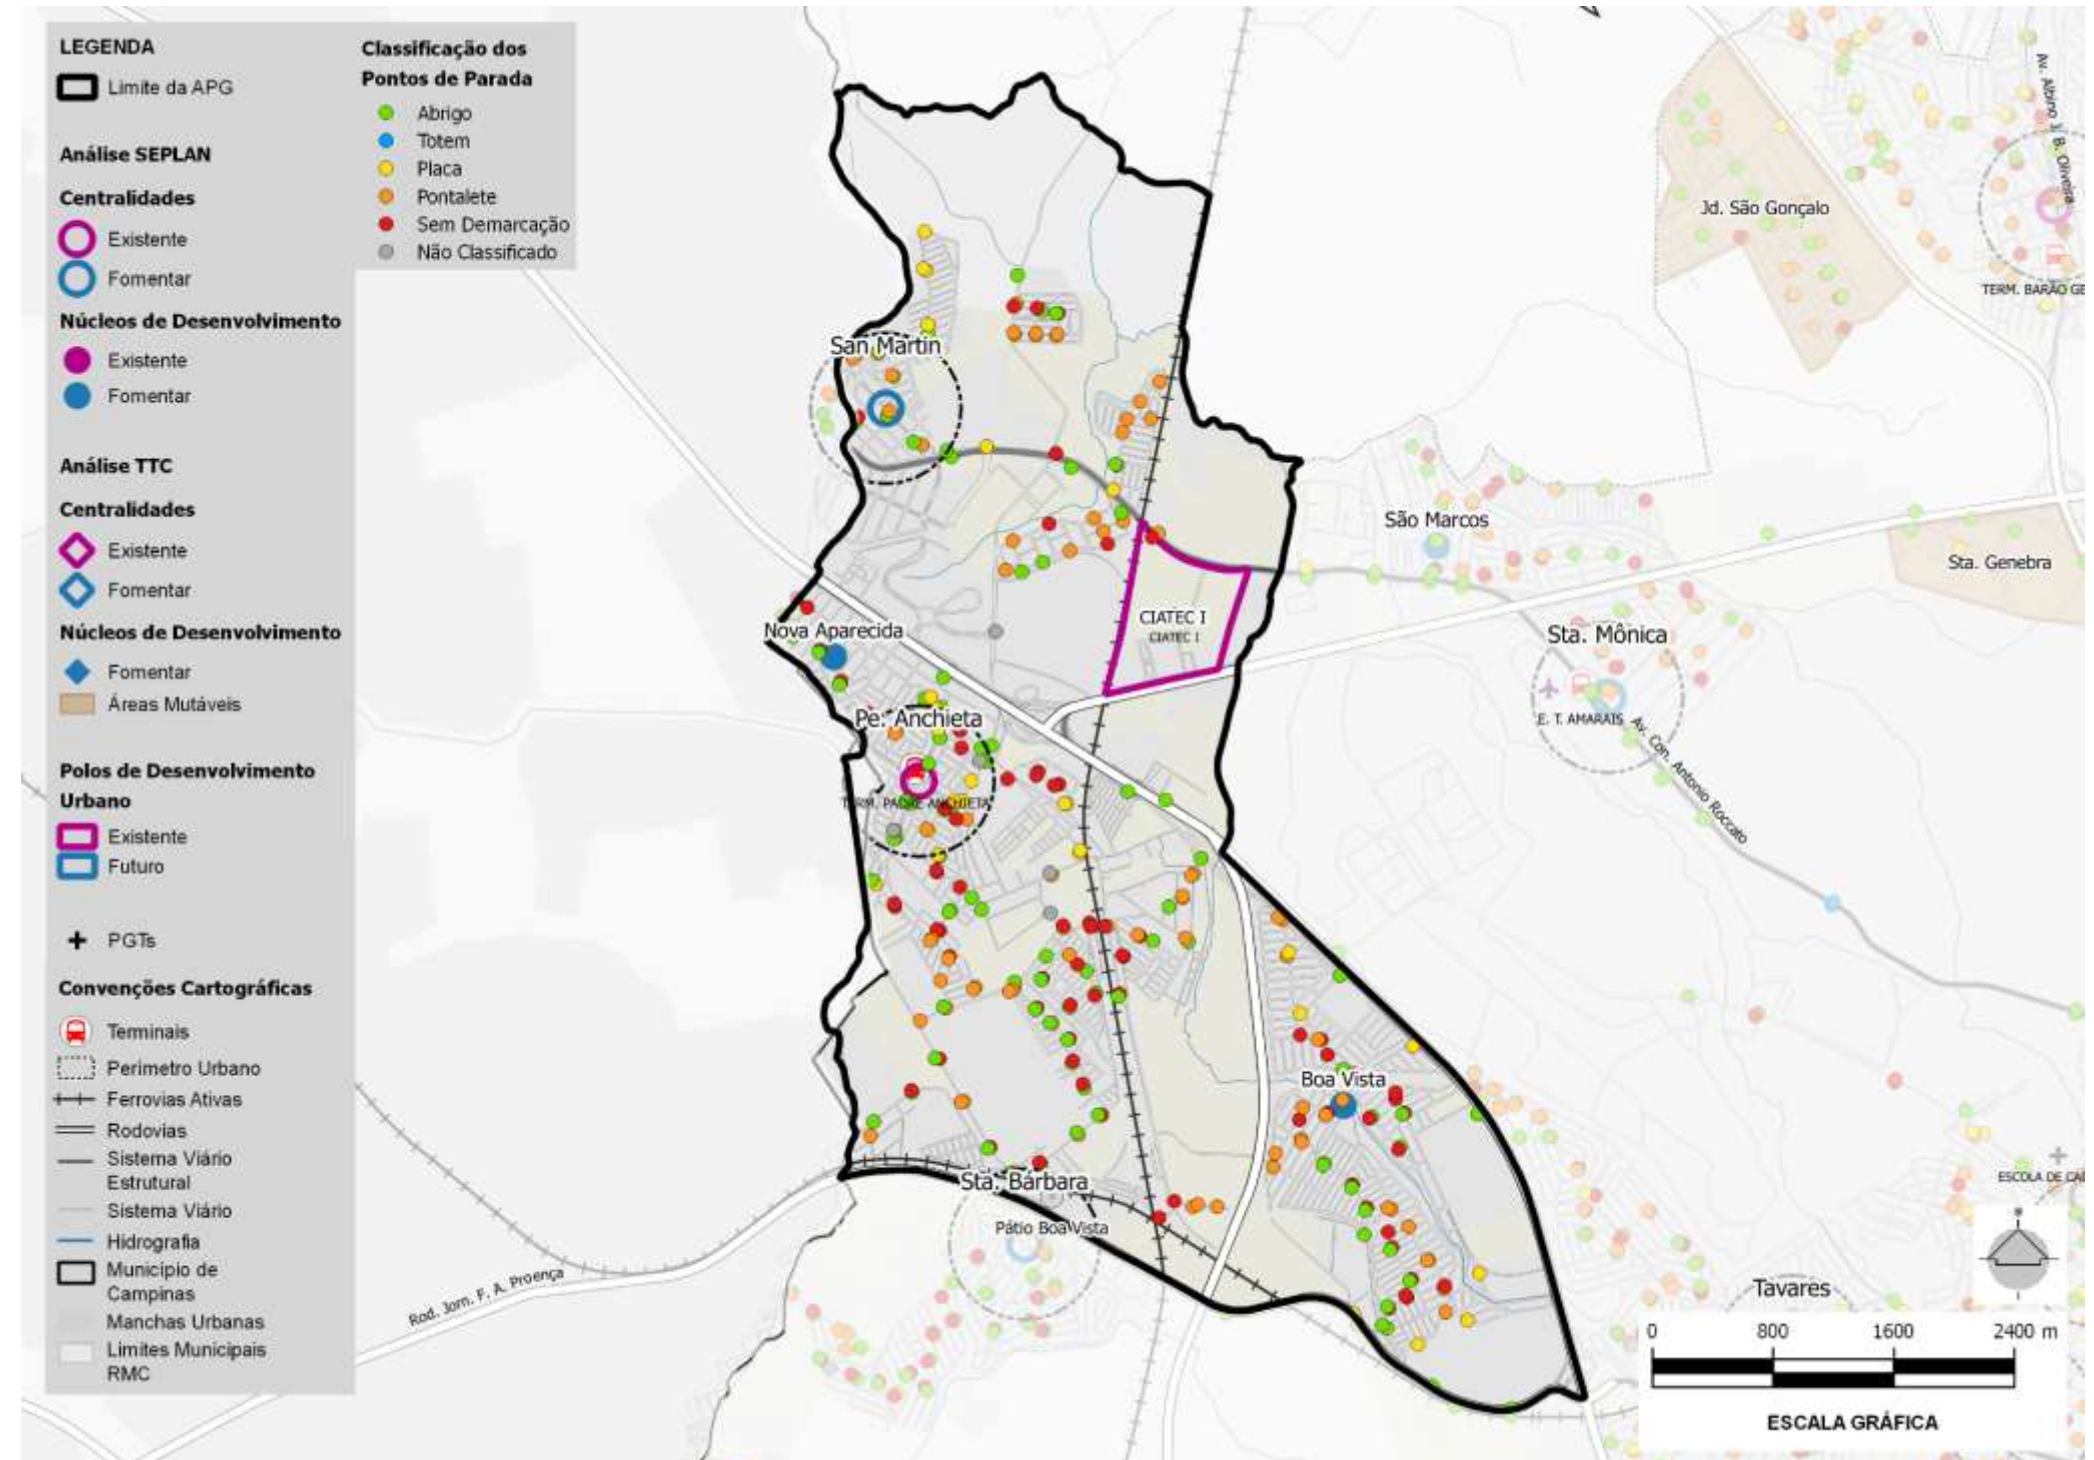 LEGENDA
Limite da APG
Análise SEPLAN
Centralidades
Existente
Fomentar
Núcleos de Desenvolvimento
Existente
Fomentar
Análise TTC
Centralidades
Existente
Fomentar
Núcleos de Desenvolvimento
Fomentar
Áreas Mutáveis
Polos de Desenvolvimento
Urbano
Existente
Futuro
PGTs
Convenções Cartográficas
Terminais
Perimetro Urbano
Ferrovias Ativas
Rodovias
Sistema Viário
Estrutural
Sistema Viário
Hidrografia
Município de
Campinas
Manchas Urbanas
Limites Municipais
RMC
Classificação dos
Pontos de Parada
Abrigo
Totem
Placa
Pontalete
Sem Demarcação
Não Classificado
Av. Albino J. B. Oliveira
Jd. São Gonçalo
TERM. BARÃO GE
San Martin
São Marcos
Sta. Genebra
CIATEC I
CIATEC I
Nova Aparecida
Sta. Mônica
Pe. Anchieta
E. T. AMARAIS
Av. Con. Antonio Roccato
TERM. PADRE ANCHIETA
Boa Vista
Sta. Bárbara
Pátio Boa Vista
Rod. Jorn. F. A. Proença
ESCOLA DE CAD
Tavares
0 800 1600 2400 m
ESCALA GRÁFICA